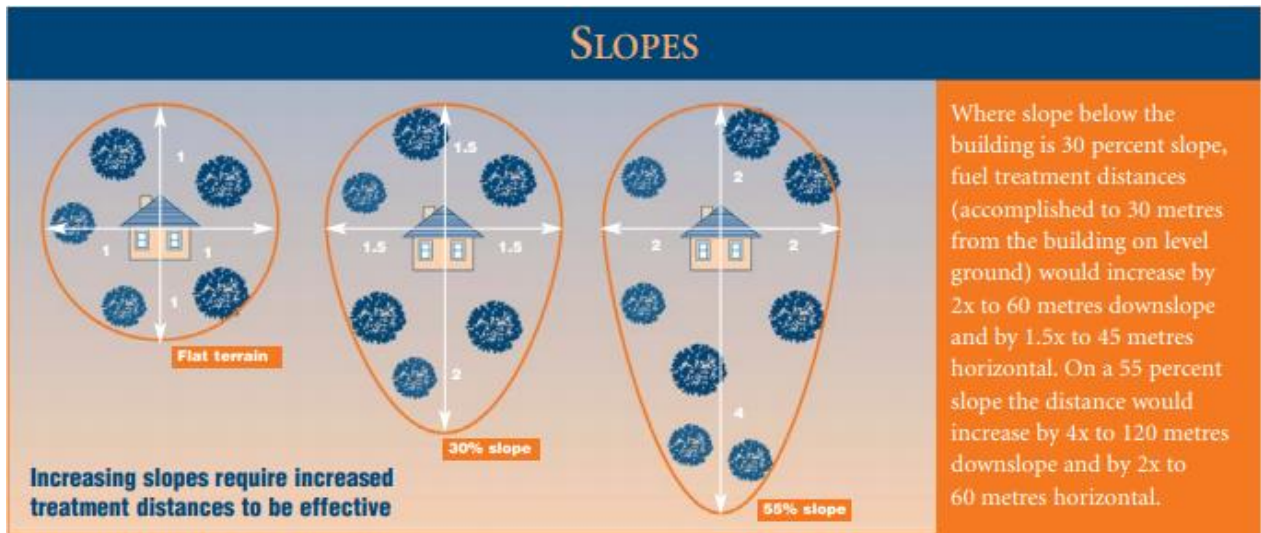 SLOPES
1
1
1
1
Flat terrain
1.5
1.5
1.5
2
30% slope
2
2
2
4
55% slope
Increasing slopes require increased
treatment distances to be effective
Where slope below the
building is 30 percent slope,
fuel treatment distances
(accomplished to 30 metres
from the building on level
ground) would increase by
2x to 60 metres downslope
and by 1.5x to 45 metres
horizontal. On a 55 percent
slope the distance would
increase by 4x to 120 metres
downslope and by 2x to
60 metres horizontal.